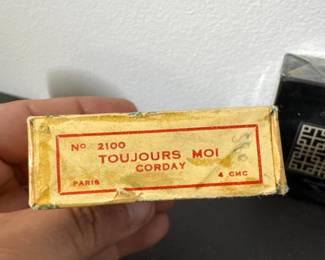 No 2100
TOUJOURS MOI
CORDAY
PARIS 4 CMC